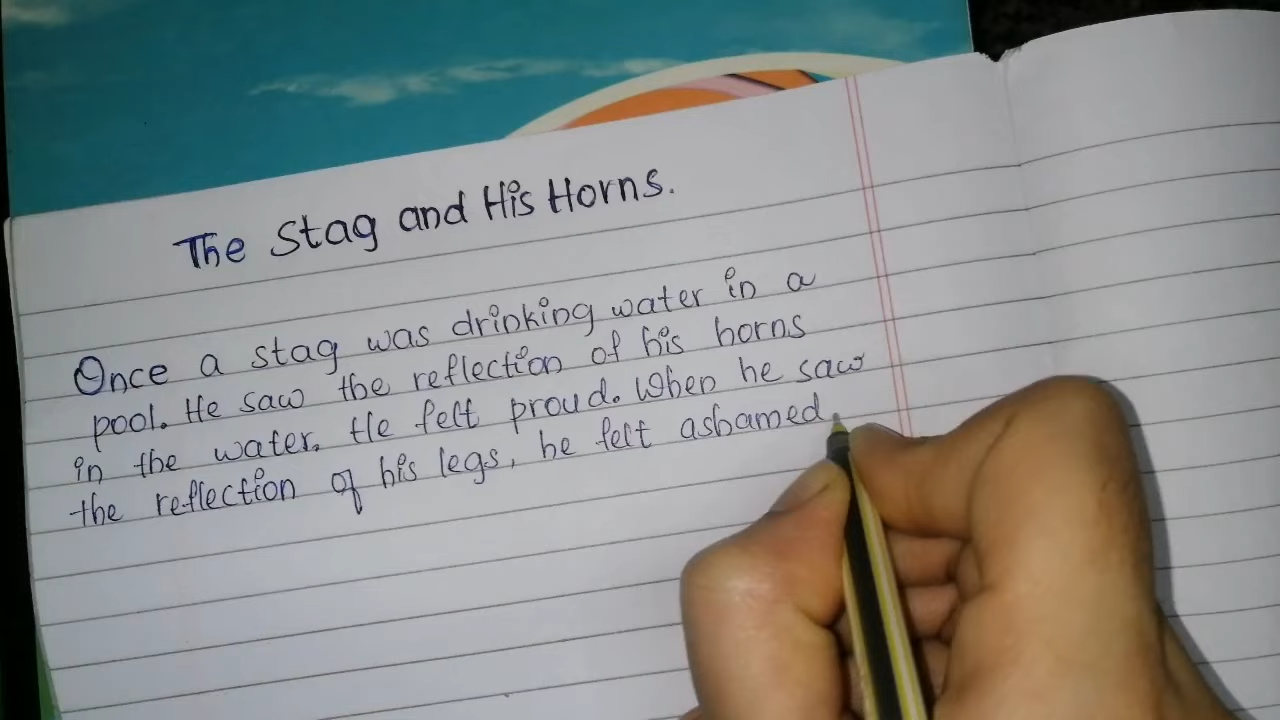 The Stag and His Horns.
Once a stag was drinking water in a
pool. He saw the reflection of his horns
in the water. He felt proud. When he saw
the reflection of his legs, he felt ashamed